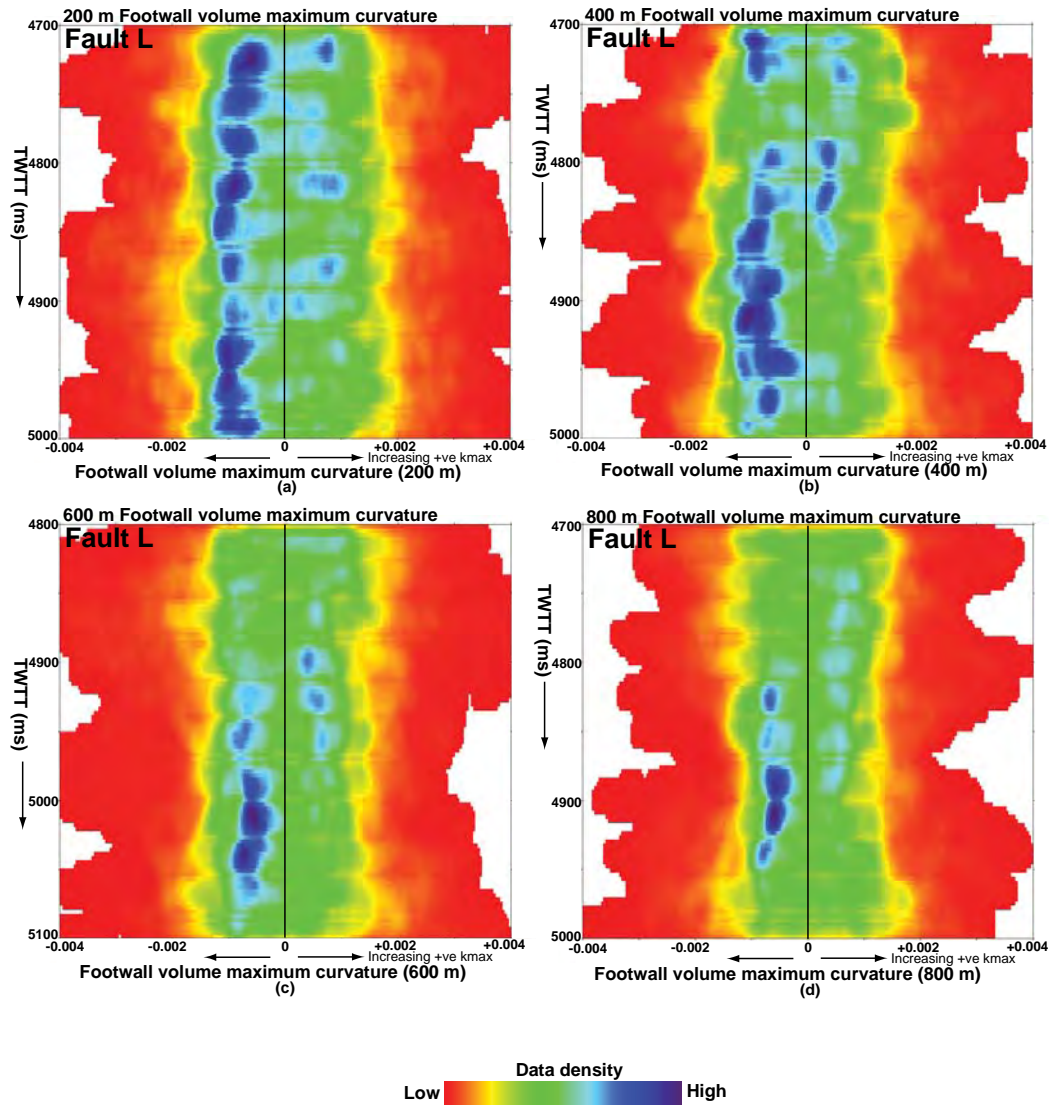 200 m Footwall volume maximum curvature
Fault L
4700
4800
4900
5000
TWTT (ms)
-0.004
-0.002
0
+0.002
+0.004
Increasing +ve kmax
Footwall volume maximum curvature (200 m)
(a)
400 m Footwall volume maximum curvature
Fault L
4700
4800
4900
5000
TWTT (ms)
-0.004
-0.002
0
+0.002
+0.004
Increasing +ve kmax
Footwall volume maximum curvature (400 m)
(b)
600 m Footwall volume maximum curvature
Fault L
4800
4900
5000
5100
TWTT (ms)
-0.004
-0.002
0
+0.002
+0.004
Increasing +ve kmax
Footwall volume maximum curvature (600 m)
(c)
800 m Footwall volume maximum curvature
Fault L
4700
4800
4900
5000
TWTT (ms)
-0.004
-0.002
0
+0.002
+0.004
Increasing +ve kmax
Footwall volume maximum curvature (800 m)
(d)
Data density
Low
High